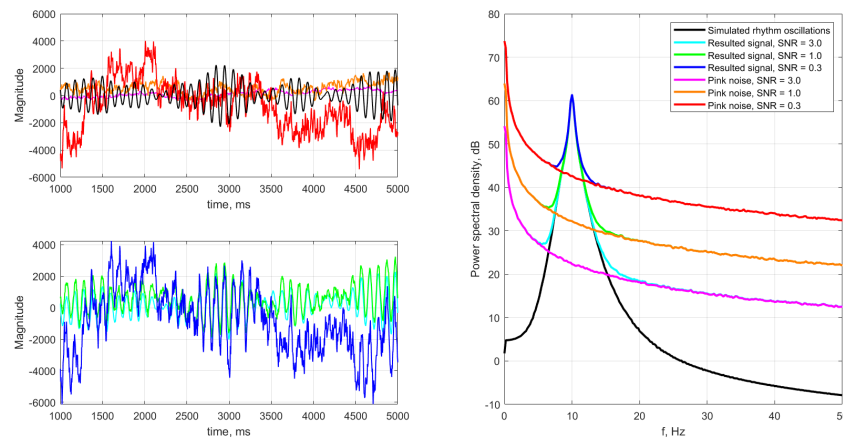 6000
4000
2000
0
-2000
-4000
-6000
Magnitude
1000 1500 2000 2500 3000 3500 4000 4500 5000
time, ms
4000
2000
0
-2000
-4000
-6000
Magnitude
1000 1500 2000 2500 3000 3500 4000 4500 5000
time, ms
80
70
60
50
40
30
20
10
0
-10
Power spectral density, dB
0 10 20 30 40 50
f, Hz
Simulated rhythm oscillations
Resulted signal, SNR = 3.0
Resulted signal, SNR = 1.0
Resulted signal, SNR = 0.3
Pink noise, SNR = 3.0
Pink noise, SNR = 1.0
Pink noise, SNR = 0.3